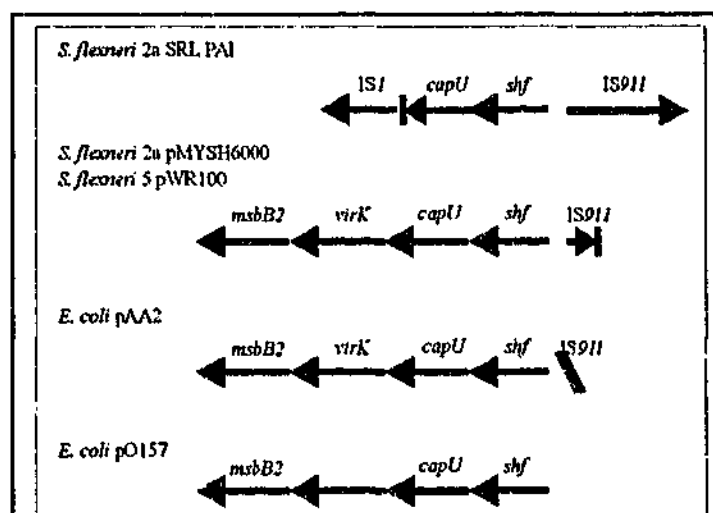 S. flexneri 2a SRL PAI
IS1 capU shf IS911
S. flexneri 2a pMYSH6000
S. flexneri 5 pWR100
msbB2 virK capU shf IS911
E. coli pAA2
msbB2 virK capU shf IS911
E. coli pO157
msbB2 capU shf